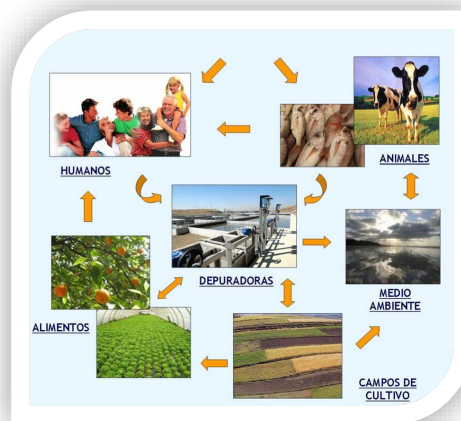 HUMANOS
ANIMALES
DEPURADORAS
MEDIO
AMBIENTE
ALIMENTOS
CAMPOS DE
CULTIVO